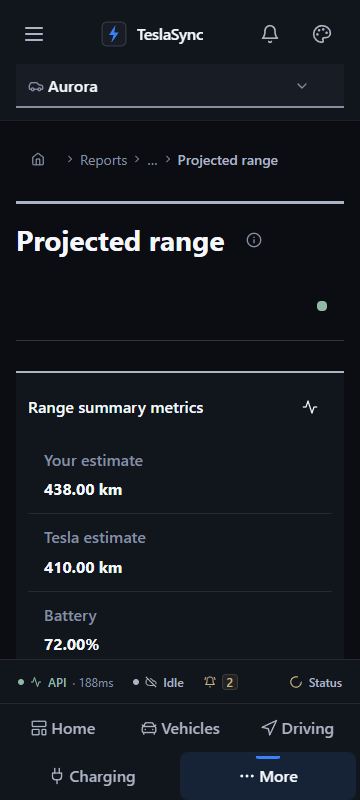 TeslaSync
Aurora
Reports > ... > Projected range
Projected range
Range summary metrics
Your estimate
438.00 km
Tesla estimate
410.00 km
Battery
72.00%
API · 188ms Idle 2 Status
Home Vehicles Driving
Charging ··· More